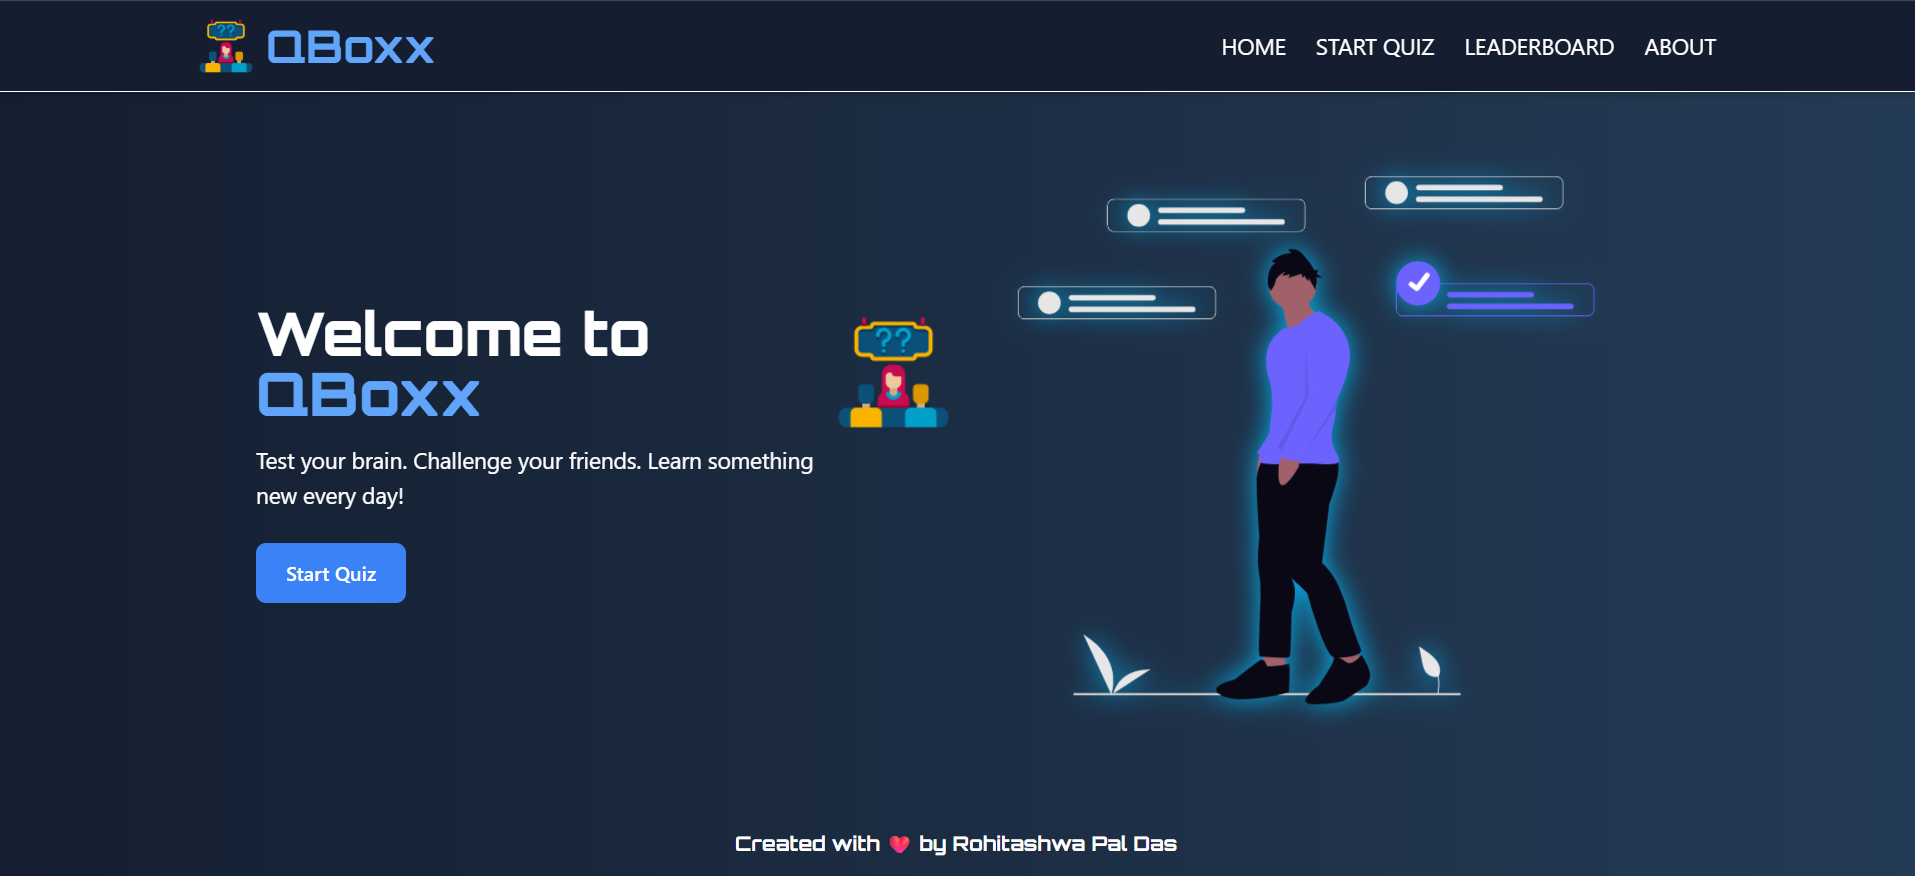 ??
QBoxx
HOME
START QUIZ
LEADERBOARD
ABOUT
Welcome to
QBoxx
??
Test your brain. Challenge your friends. Learn something
new every day!
Start Quiz
Created with ❤️ by Rohitashwa Pal Das